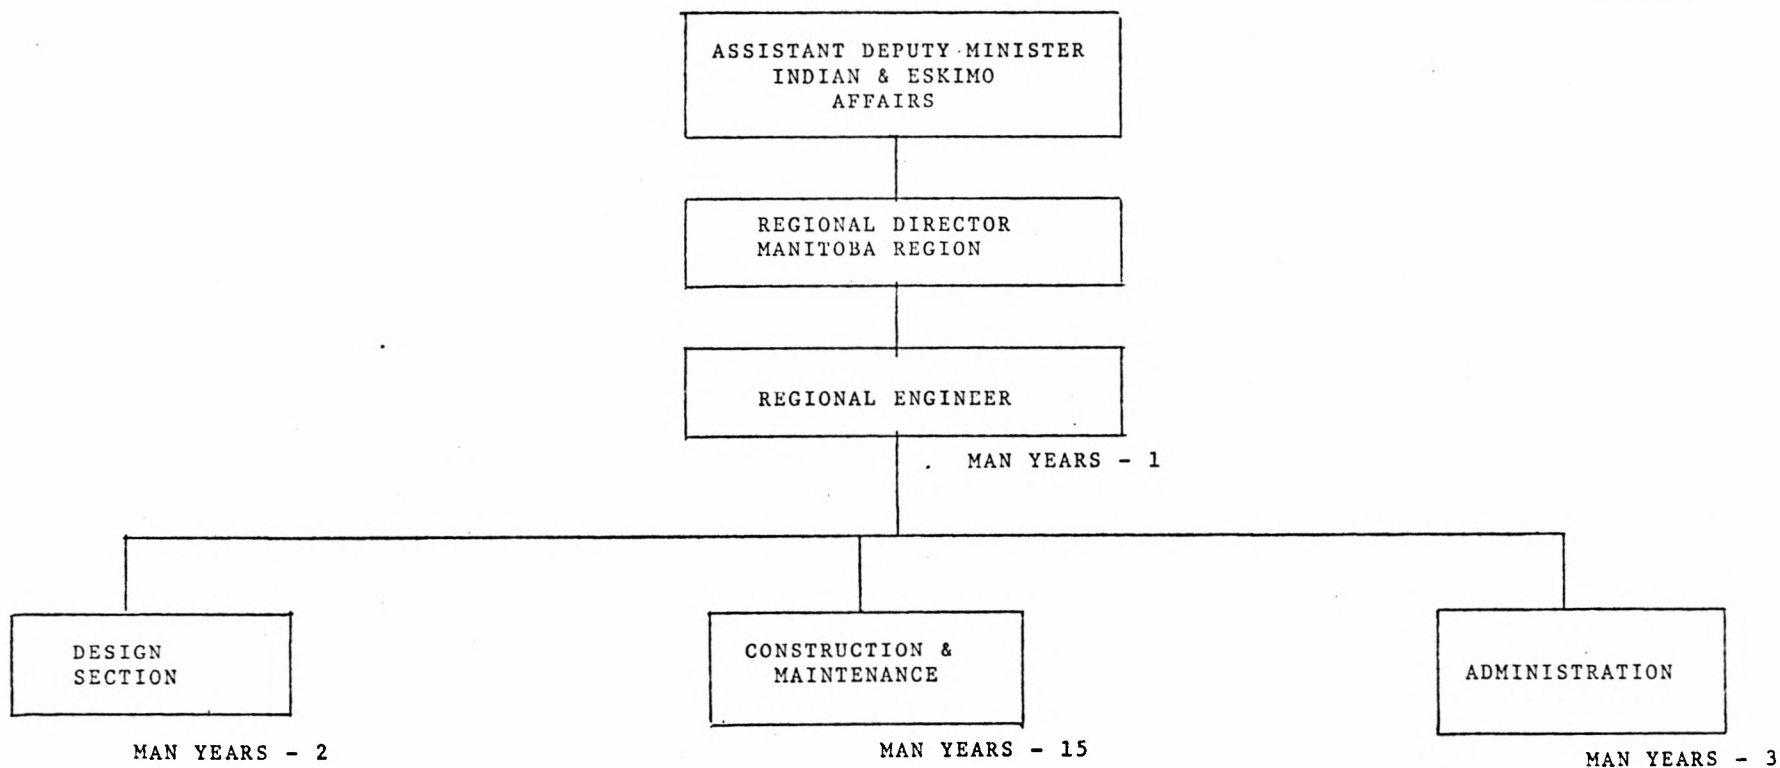 ASSISTANT DEPUTY MINISTER
INDIAN & ESKIMO
AFFAIRS
REGIONAL DIRECTOR
MANITOBA REGION
REGIONAL ENGINEER
MAN YEARS - 1
DESIGN
SECTION
MAN YEARS - 2
CONSTRUCTION &
MAINTENANCE
MAN YEARS - 15
ADMINISTRATION
MAN YEARS - 3